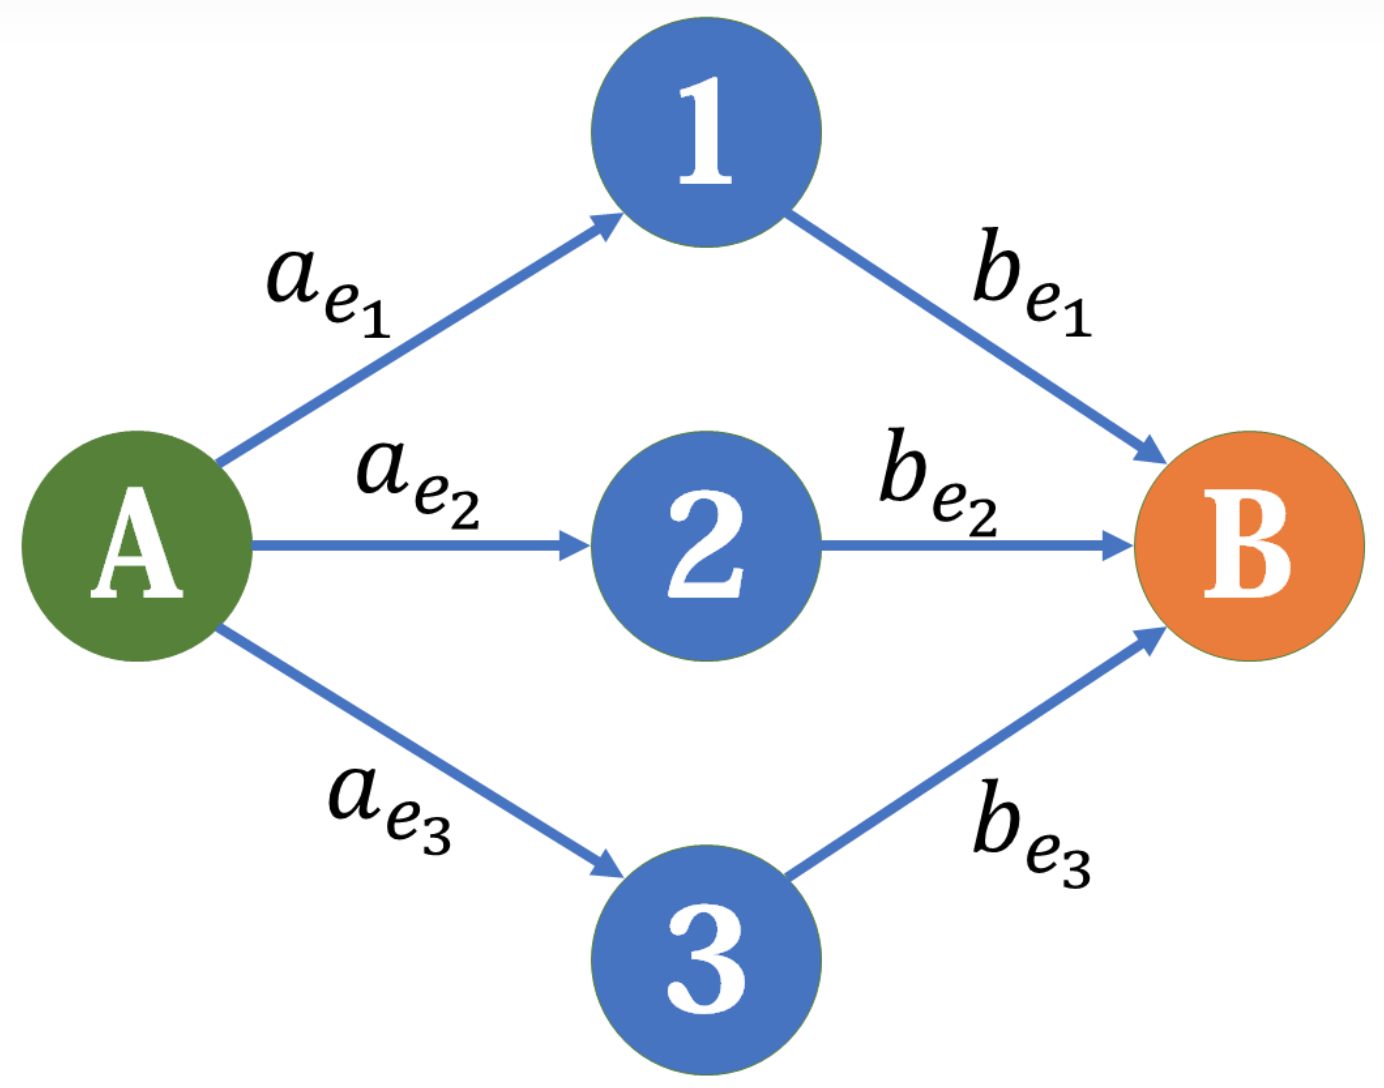 1
a_{e_1}
b_{e_1}
A
a_{e_2}
2
b_{e_2}
B
a_{e_3}
b_{e_3}
3